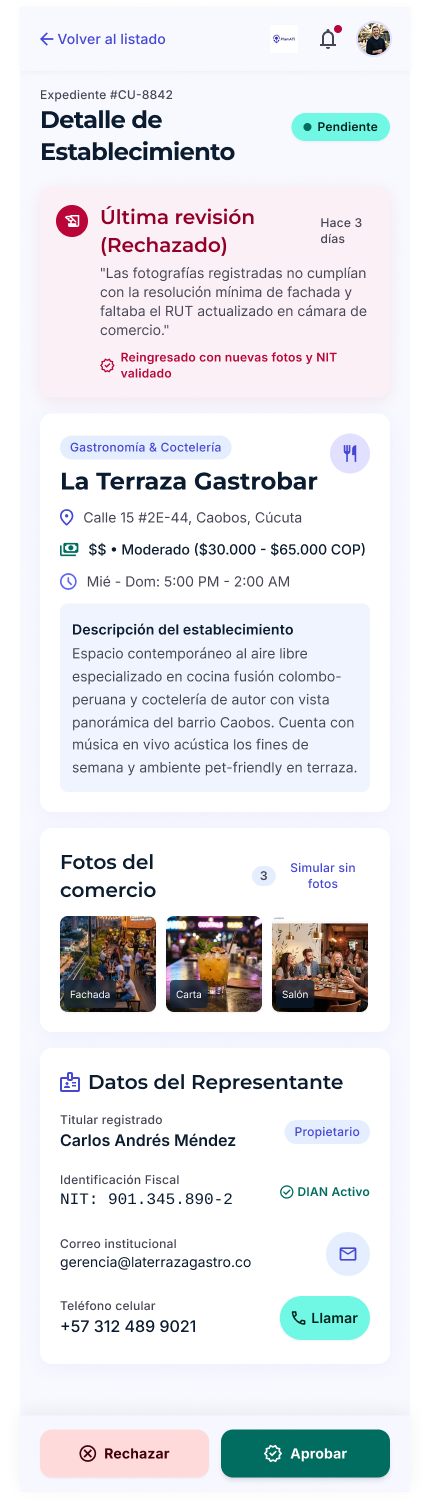 Volver al listado
PlanAPI
Expediente #CU-8842
Detalle de
Establecimiento
Pendiente
Última revisión
(Rechazado)
Hace 3
días
"Las fotografías registradas no cumplían
con la resolución mínima de fachada y
faltaba el RUT actualizado en cámara de
comercio."
Reingresado con nuevas fotos y NIT
validado
Gastronomía & Coctelería
La Terraza Gastrobar
Calle 15 #2E-44, Caobos, Cúcuta
$$ • Moderado ($30.000 - $65.000 COP)
Mié - Dom: 5:00 PM - 2:00 AM
Descripción del establecimiento
Espacio contemporáneo al aire libre
especializado en cocina fusión colombo-
peruana y coctelería de autor con vista
panorámica del barrio Caobos. Cuenta con
música en vivo acústica los fines de
semana y ambiente pet-friendly en terraza.
Fotos del
comercio
3
Simular sin
fotos
Fachada
Carta
Salón
Datos del Representante
Titular registrado
Carlos Andrés Méndez
Propietario
Identificación Fiscal
NIT: 901.345.890-2
DIAN Activo
Correo institucional
gerencia@laterrazagastro.co
Teléfono celular
+57 312 489 9021
Llamar
Rechazar
Aprobar